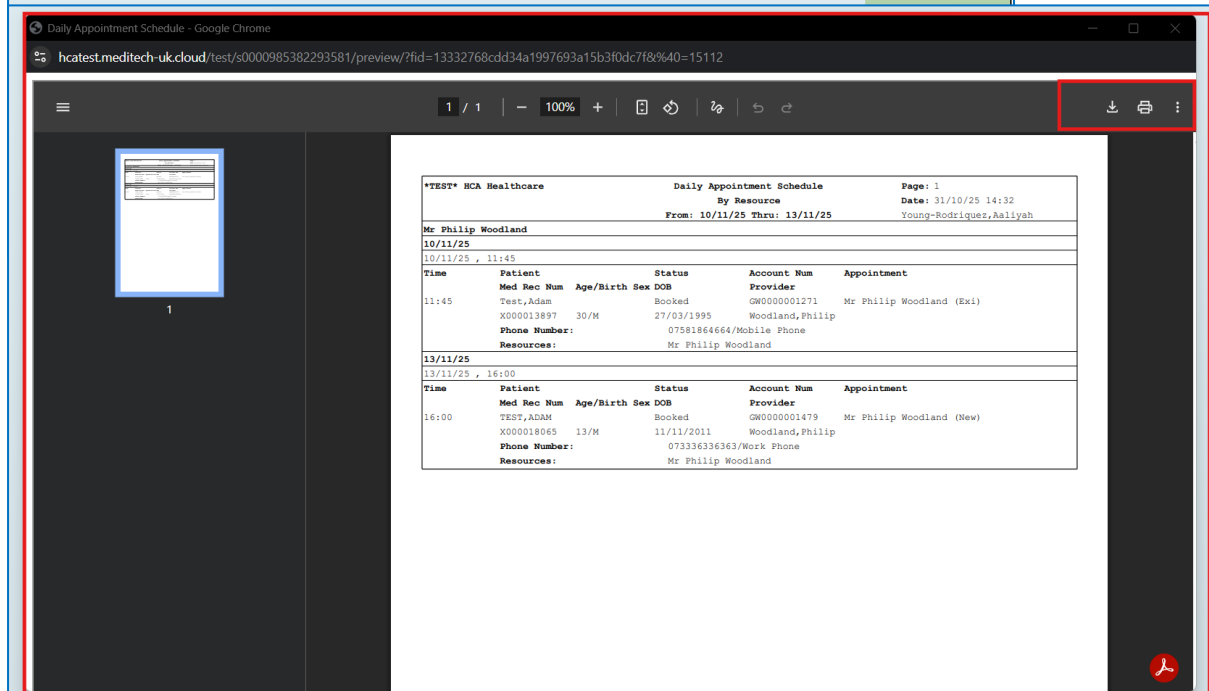 Daily Appointment Schedule - Google Chrome
hcatest.meditech-uk.cloud/test/s0000985382293581/preview/?fid=13332768cdd34a1997693a15b3f0dc7f&%40=15112
1 / 1 | − 100% +
1
*TEST* HCA Healthcare Daily Appointment Schedule Page: 1
By Resource Date: 31/10/25 14:32
From: 10/11/25 Thru: 13/11/25 Young-Rodriquez,Aaliyah
Mr Philip Woodland
10/11/25
10/11/25 , 11:45
Time Patient Status Account Num Appointment
Med Rec Num Age/Birth Sex DOB Provider
11:45 Test,Adam Booked GW0000001271 Mr Philip Woodland (Exi)
X000013897 30/M 27/03/1995 Woodland,Philip
Phone Number: 07581864664/Mobile Phone
Resources: Mr Philip Woodland
13/11/25
13/11/25 , 16:00
Time Patient Status Account Num Appointment
Med Rec Num Age/Birth Sex DOB Provider
16:00 TEST,ADAM Booked GW0000001479 Mr Philip Woodland (New)
X000018065 13/M 11/11/2011 Woodland,Philip
Phone Number: 073336336363/Work Phone
Resources: Mr Philip Woodland